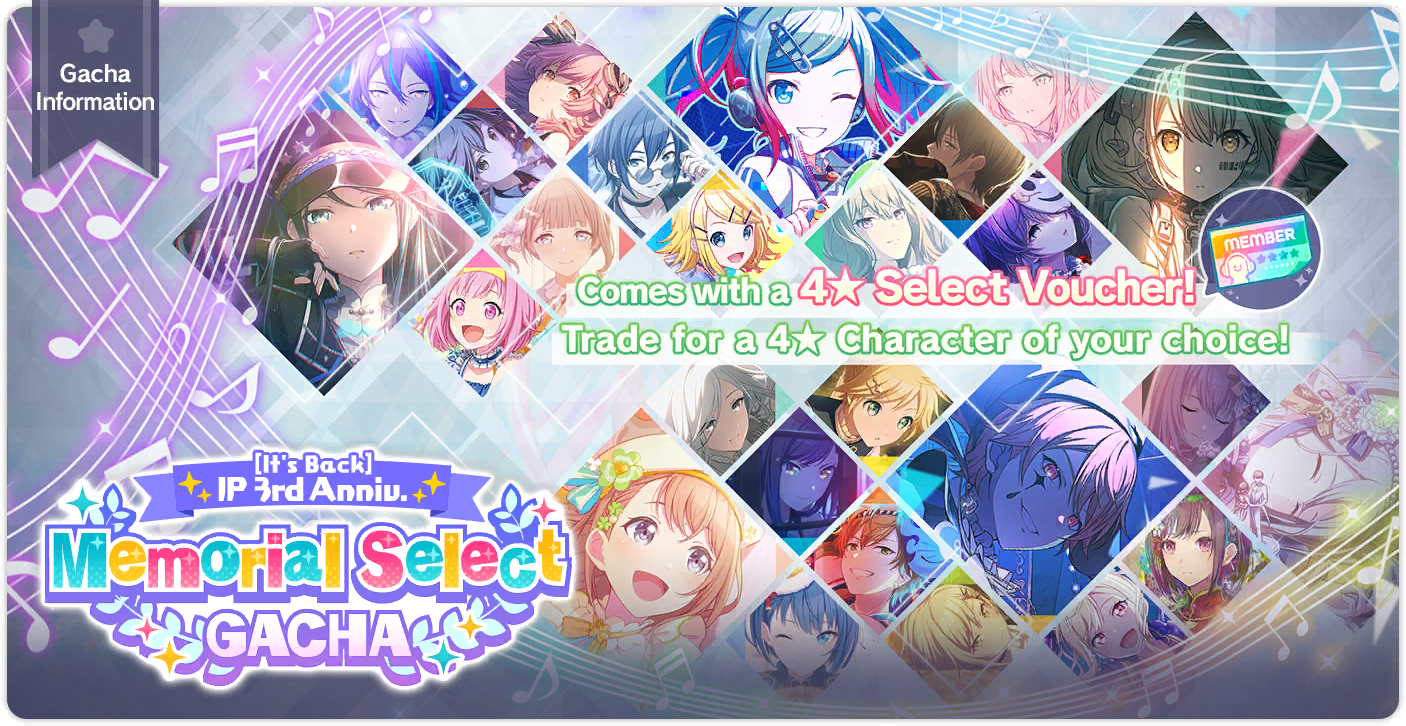 Gacha
Information
MEMBER
Comes with a 4★ Select Voucher!
Trade for a 4★ Character of your choice!
[It's Back]
JP 3rd Anniv.
Memorial Select
GACHA